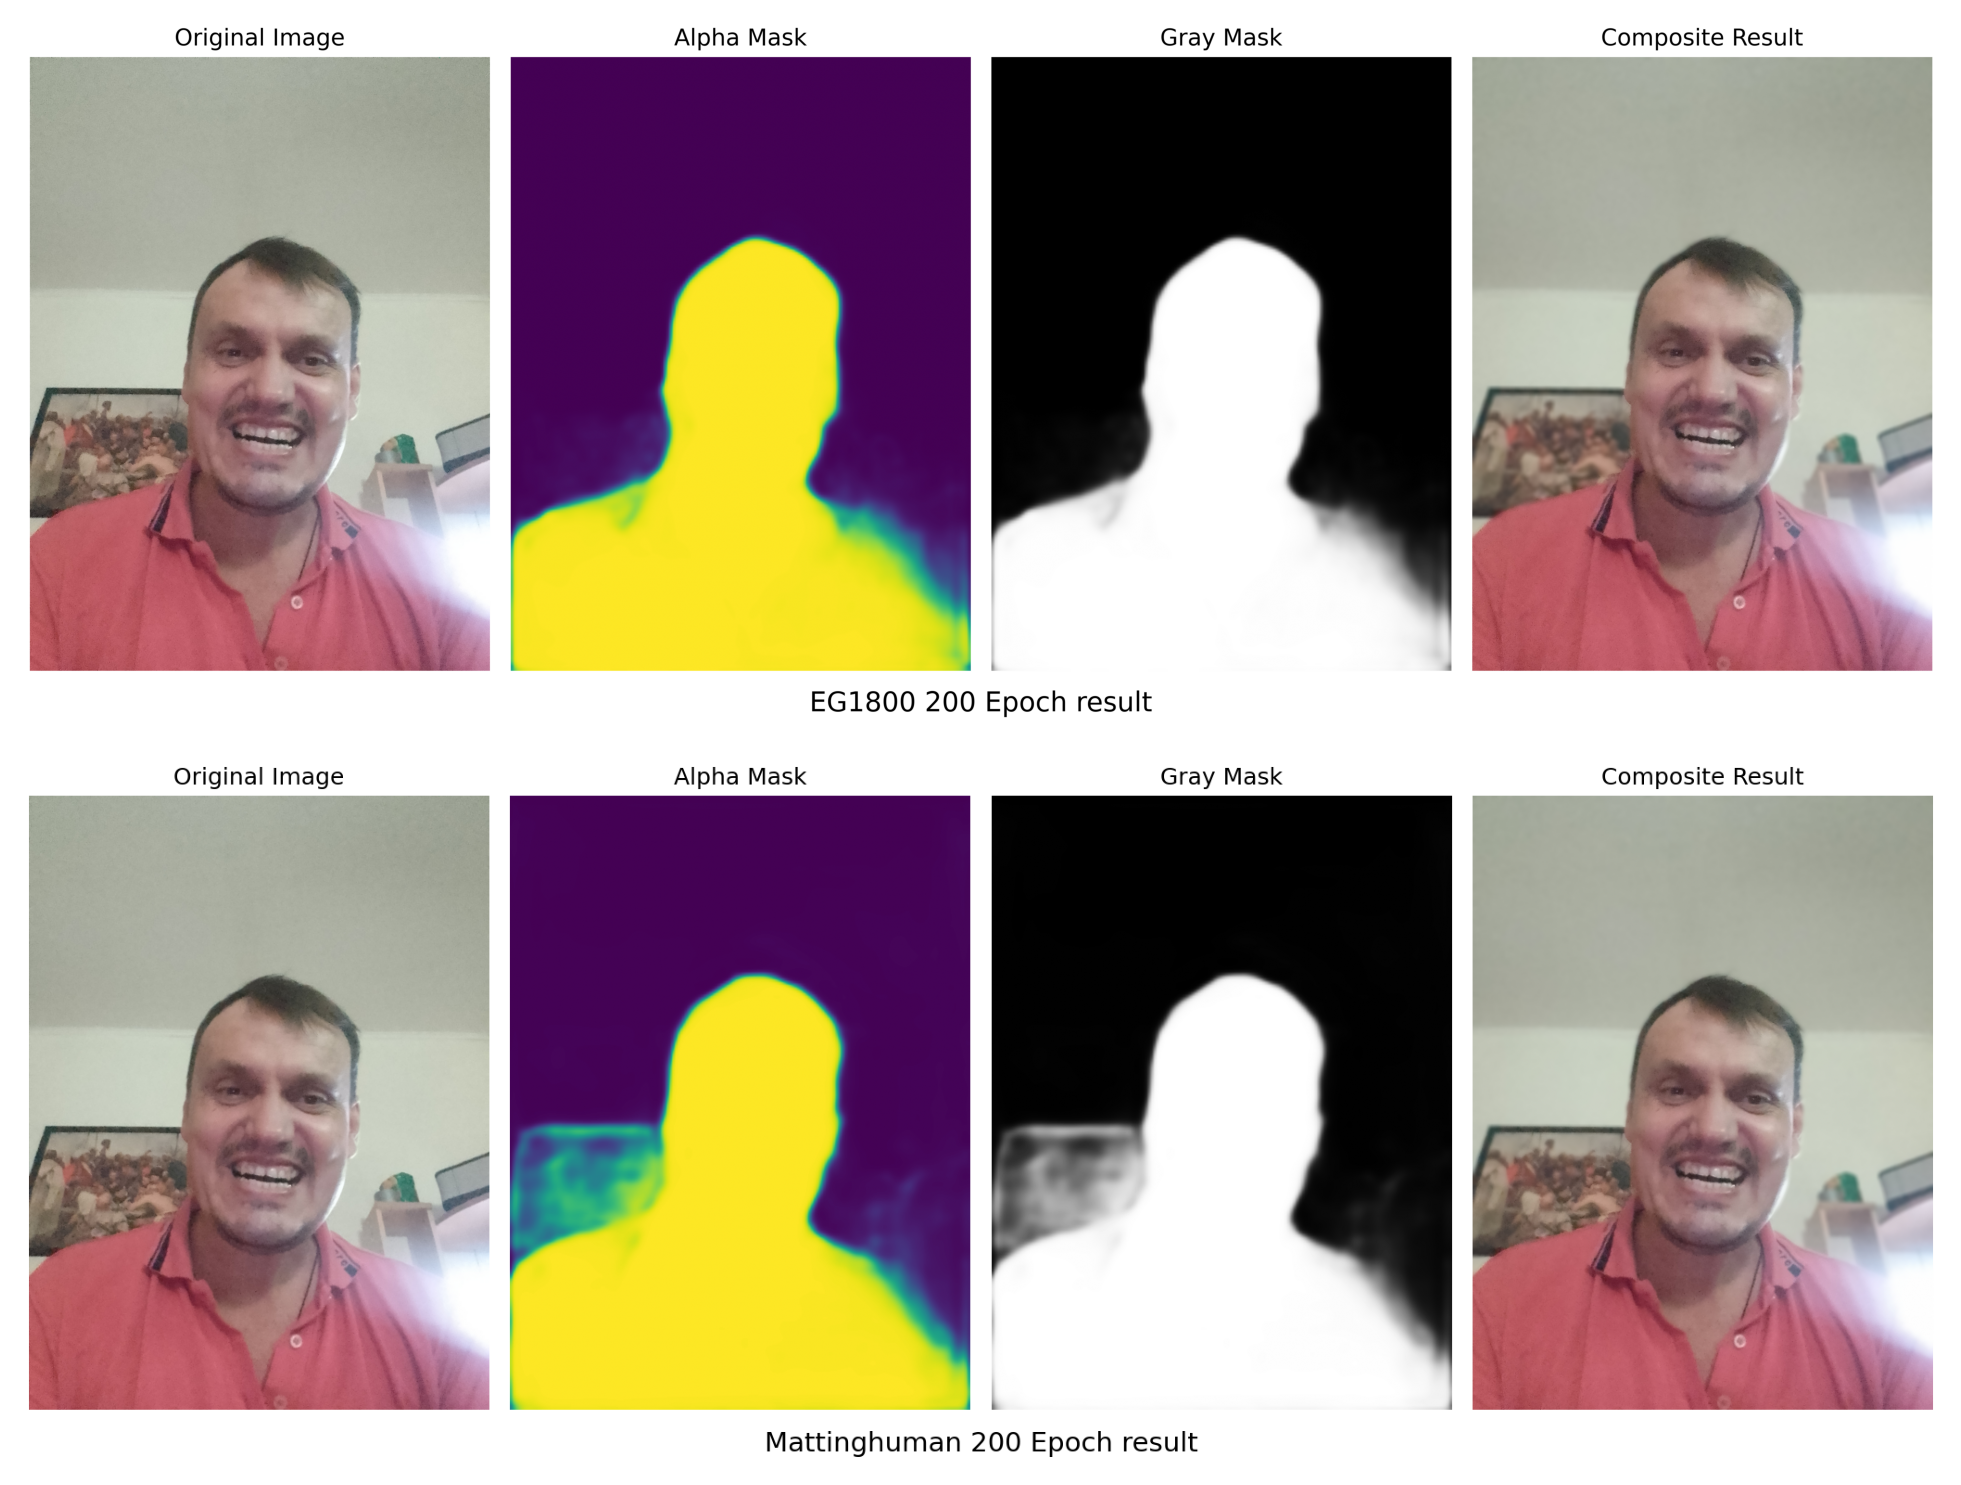 Original Image
Alpha Mask
Gray Mask
Composite Result
EG1800 200 Epoch result
Original Image
Alpha Mask
Gray Mask
Composite Result
Mattinghuman 200 Epoch result